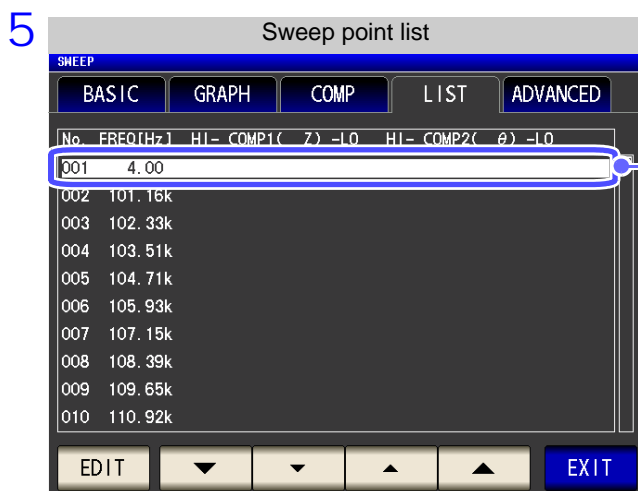 5
Sweep point list
SWEEP
BASIC GRAPH COMP LIST ADVANCED
No. FREQ[Hz] HI- COMP1( Z) -LO HI- COMP2( θ) -LO
001 4.00
002 101.16k
003 102.33k
004 103.51k
005 104.71k
006 105.93k
007 107.15k
008 108.39k
009 109.65k
010 110.92k
EDIT ▼ ▼ ▲ ▲ EXIT